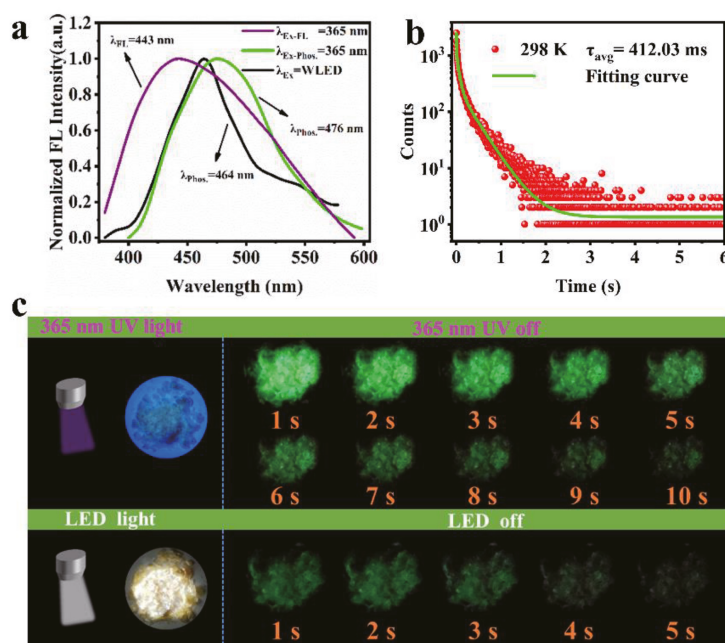 a
Normalized FL Intensity(a.u.)
1.2
1.0
0.8
0.6
0.4
0.2
0.0
400
450
500
550
600
Wavelength (nm)
λEx-FL =365 nm
λEx-Phos.=365 nm
λEx=WLED
λFL=443 nm
λPhos.=476 nm
λPhos.=464 nm
b
Counts
10³
10²
10¹
10⁰
0
1
2
3
4
5
6
Time (s)
298 K τavg= 412.03 ms
Fitting curve
c
365 nm UV light
365 nm UV off
1 s 2 s 3 s 4 s 5 s
6 s 7 s 8 s 9 s 10 s
LED light
LED off
1 s 2 s 3 s 4 s 5 s